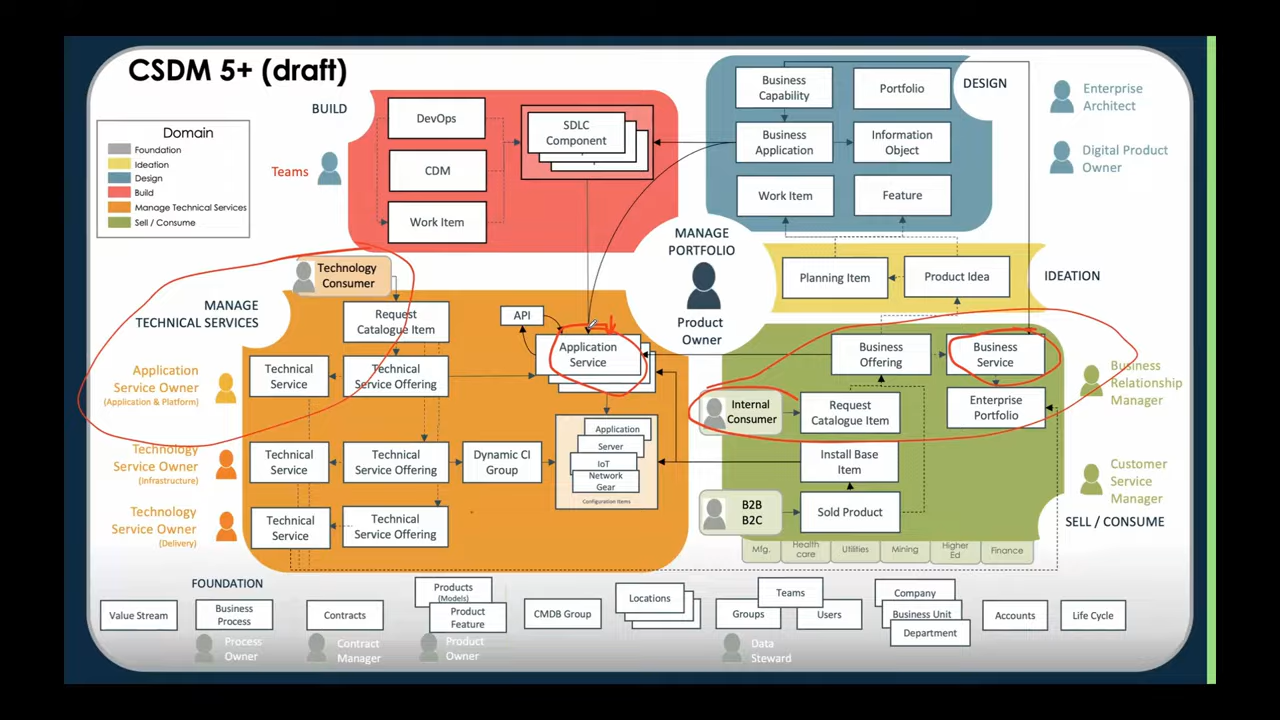 CSDM 5+ (draft)
BUILD
Teams
Domain
Foundation
Ideation
Design
Build
Manage Technical Services
Sell / Consume
DevOps
CDM
Work Item
SDLC
Component
Business
Capability
Portfolio
Business
Application
Information
Object
Work Item
Feature
DESIGN
Enterprise
Architect
Digital Product
Owner
MANAGE
PORTFOLIO
Product
Owner
Planning Item
Product Idea
IDEATION
Technology
Consumer
MANAGE
TECHNICAL SERVICES
Request
Catalogue Item
API
Application
Service
Technical
Service
Technical
Service Offering
Application
Service Owner
(Application & Platform)
Technology
Service Owner
(Infrastructure)
Technical
Service
Technical
Service Offering
Dynamic CI
Group
Application
Server
IoT
Network
Gear
Configuration Items
Technology
Service Owner
(Delivery)
Technical
Service
Technical
Service Offering
Business
Offering
Business
Service
Business
Relationship
Manager
Internal
Consumer
Request
Catalogue Item
Enterprise
Portfolio
Install Base
Item
Customer
Service
Manager
B2B
B2C
Sold Product
SELL / CONSUME
Mfg.
Health
care
Utilities
Mining
Higher
Ed
Finance
FOUNDATION
Value Stream
Business
Process
Contracts
Products
(Models)
Product
Feature
CMDB Group
Locations
Teams
Groups
Users
Company
Business Unit
Department
Accounts
Life Cycle
Process
Owner
Contract
Manager
Product
Owner
Data
Steward